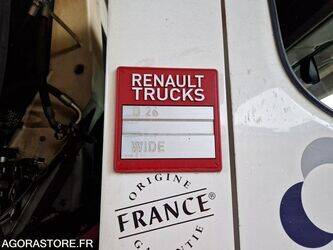 RENAULT
TRUCKS
D 26
WIDE
ORIGINE
FRANCE
GARANTIE
AGORASTORE.FR